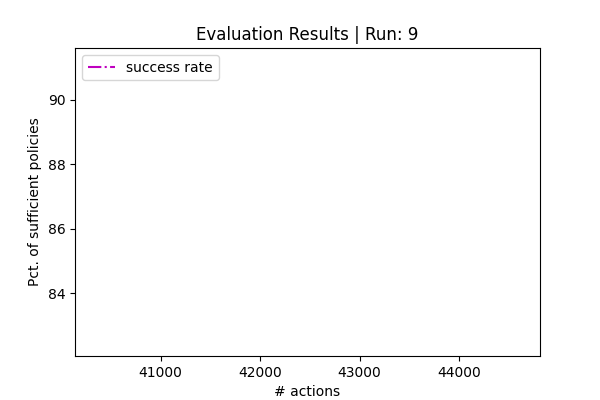 Evaluation Results | Run: 9
success rate
Pct. of sufficient policies
90
88
86
84
41000 42000 43000 44000
# actions